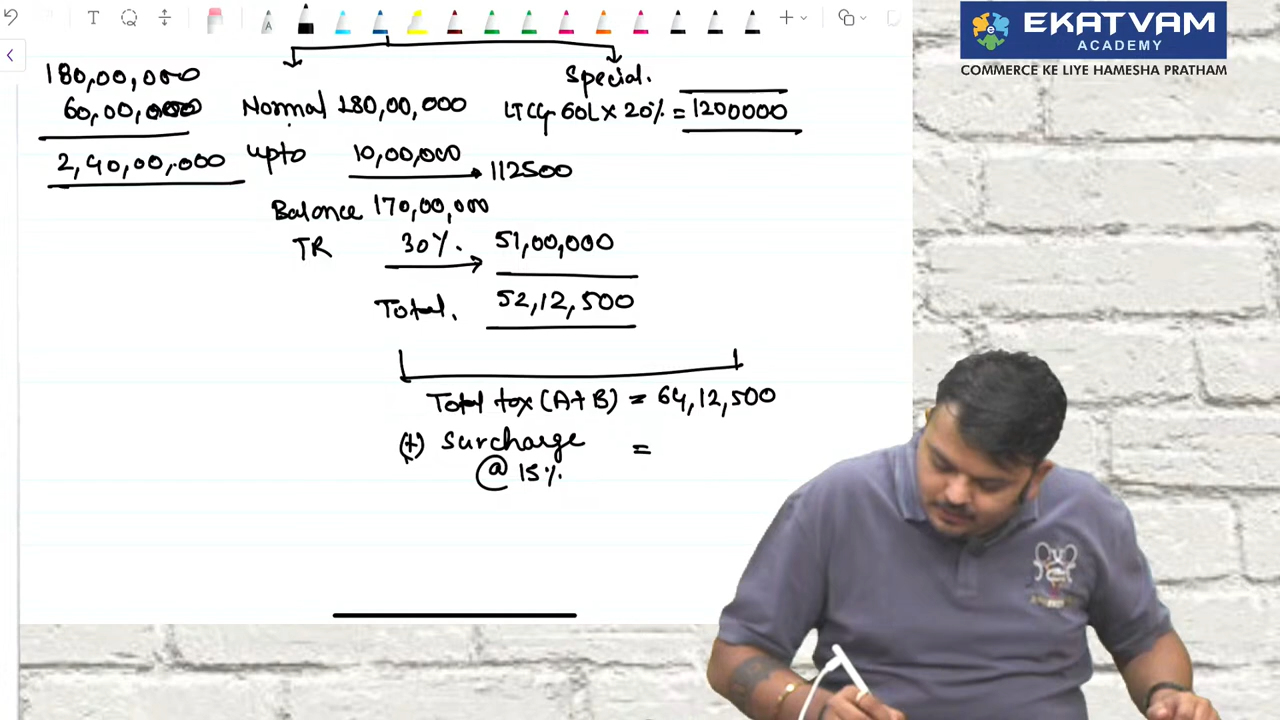 EKATVAM
ACADEMY
COMMERCE KE LIYE HAMESHA PRATHAM
180,00,000
60,00,000
2,40,00,000
Special.
Normal 180,00,000
LTCG 60L × 20% = 1200000
upto 10,00,000 112500
Balance 170,00,000
TR 30%. 51,00,000
Total. 52,12,500
Total tax (A+B) = 64,12,500
(+) Surcharge =
@ 15%.